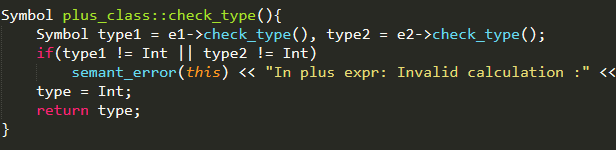 Symbol plus_class::check_type(){
    Symbol type1 = e1->check_type(), type2 = e2->check_type();
    if(type1 != Int || type2 != Int)
        semant_error(this) << "In plus expr: Invalid calculation :" <<
    type = Int;
    return type;
}